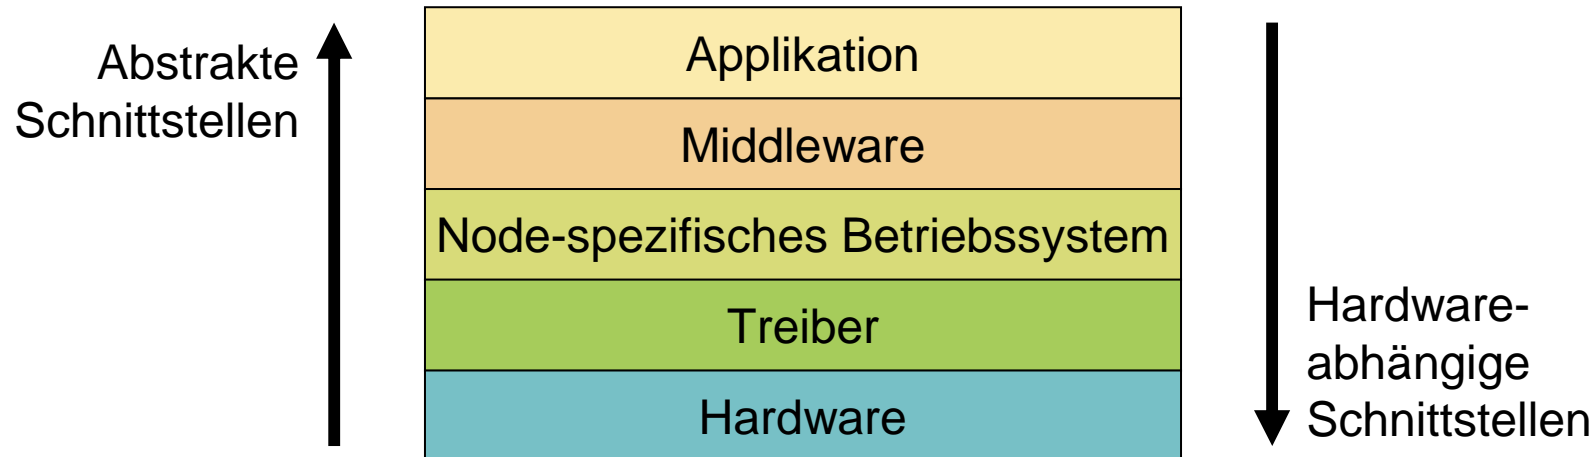 Abstrakte
Schnittstellen
Applikation
Middleware
Node-spezifisches Betriebssystem
Treiber
Hardware
Hardware-
abhängige
Schnittstellen